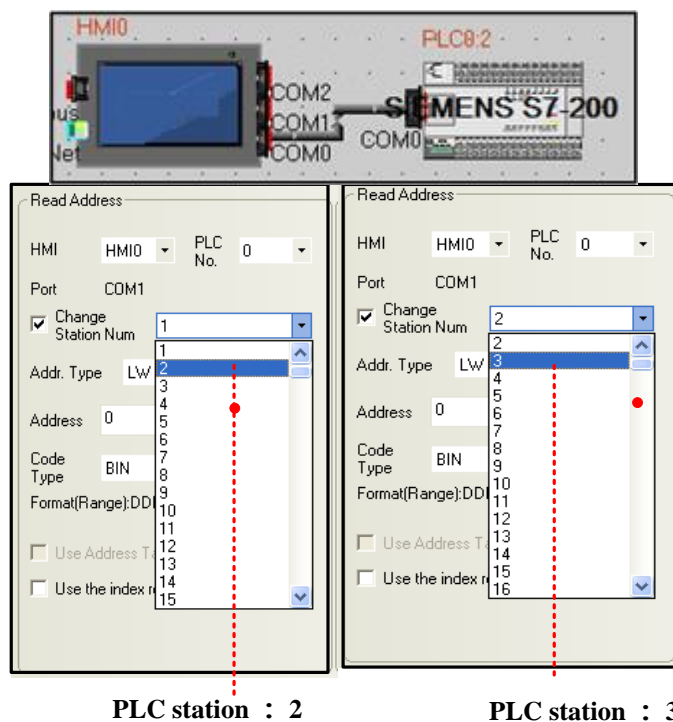 HMI0
PLC0:2
COM2
SIEMENS S7-200
us
COM1
COM0
Net
COM0
Read Address
HMI HMI0 PLC No. 0
Port COM1
Change Station Num 1
1
2
3
4
5
6
7
8
9
10
11
12
13
14
15
Addr. Type LW
Address 0
Code Type BIN
Format(Range):DD
Use Address T
Use the index r
PLC station : 2
Read Address
HMI HMI0 PLC No. 0
Port COM1
Change Station Num 2
2
3
4
5
6
7
8
9
10
11
12
13
14
15
16
Addr. Type LW
Address 0
Code Type BIN
Format(Range):DD
Use Address T
Use the index r
PLC station : 3